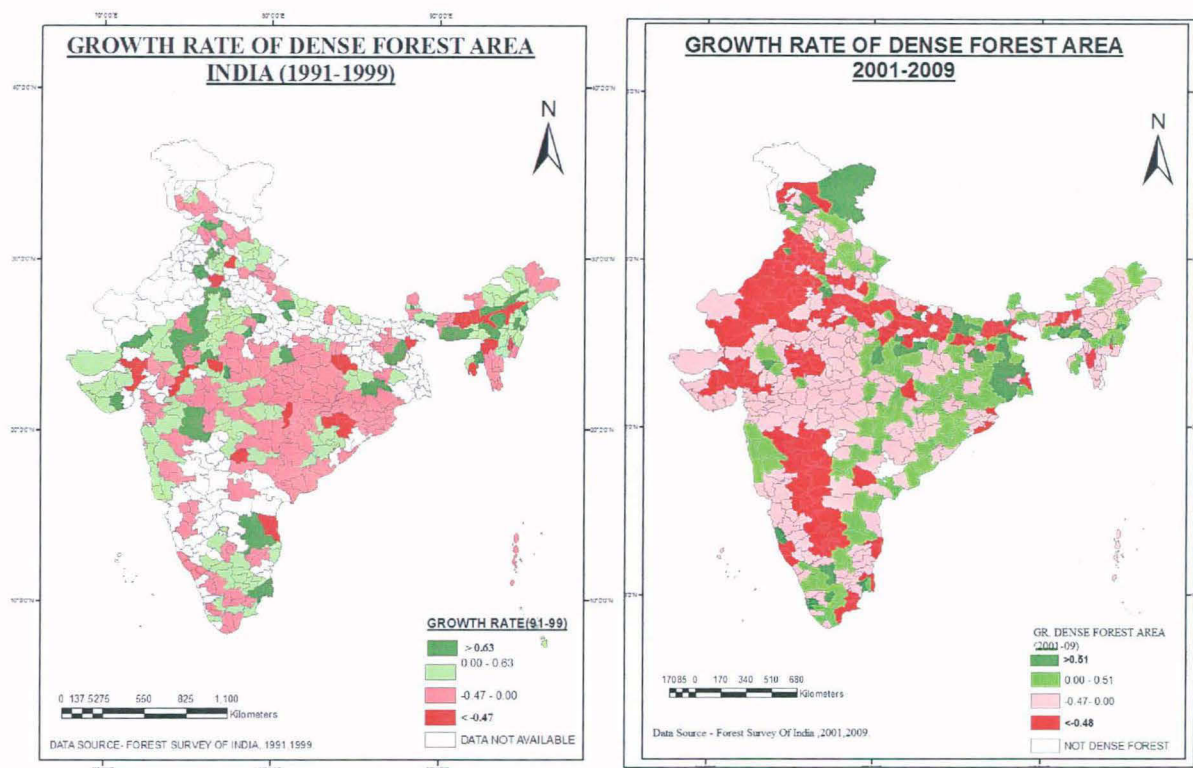 GROWTH RATE OF DENSE FOREST AREA
INDIA (1991-1999)
N
GROWTH RATE(91-99)
> 0.63
0.00 - 0.63
-0.47 - 0.00
< -0.47
DATA NOT AVAILABLE
0 137.5275 550 825 1,100
Kilometers
DATA SOURCE- FOREST SURVEY OF INDIA, 1991 1999
GROWTH RATE OF DENSE FOREST AREA
2001-2009
N
GR. DENSE FOREST AREA
(2001-09)
>0.51
0.00 - 0.51
-0.47- 0.00
<-0.48
NOT DENSE FOREST
17085 0 170 340 510 680
Kilometers
Data Source - Forest Survey Of India ,2001,2009